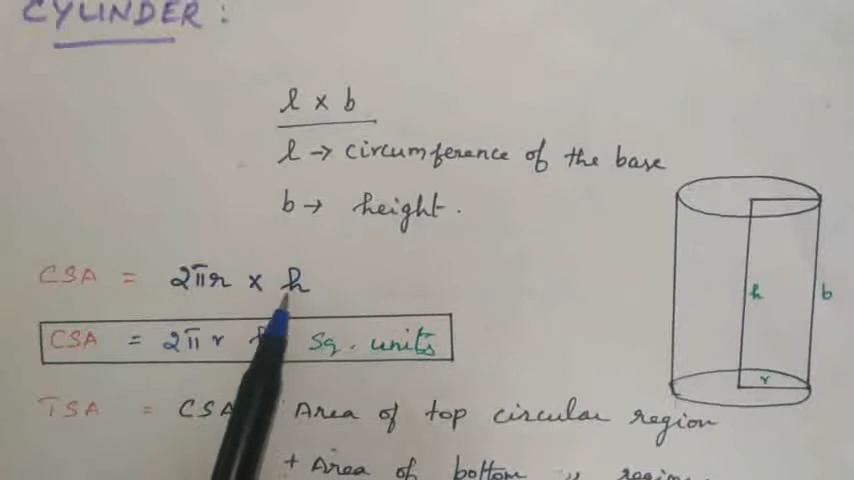 CYLINDER:
l x b
l → circumference of the base
b → height.
CSA = 2πr x h
h b
CSA = 2π r Sq. units
r
TSA = CSA Area of top circular region
+ Area of bottom ,,